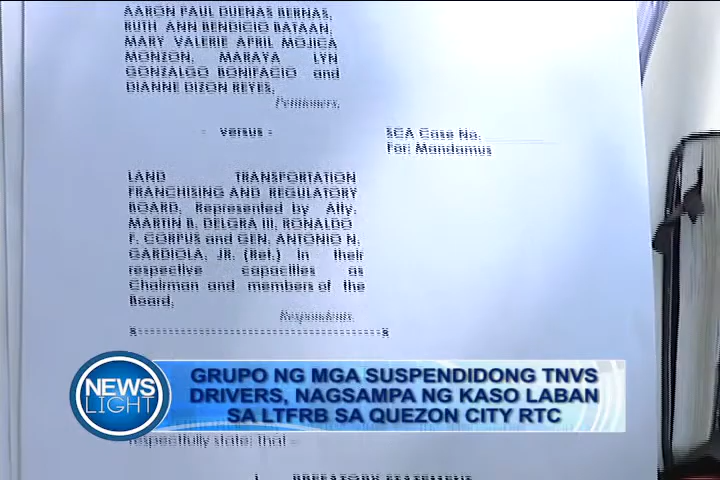 AARON PAUL DUENAS BERNAS,
RUTH ANN BENDICIO BATAAN,
MARY VALERIE APRIL MOJICA
MONZON, MARAYA LYN
GONZALGO BONIFACIO and
DIANNE DIZON REYES,
Petitioners,
- versus -
SCA Case No.
For: Mandamus
LAND TRANSPORTATION
FRANCHISING AND REGULATORY
BOARD, Represented by Atty.
MARTIN B. DELGRA III, RONALDO
F. CORPUS and GEN. ANTONIO N.
GARDIOLA, JR. (Ret.) in their
respective capacities as
Chairman and members of the
Board,
Respondents.
x-----------------------------------x
NEWS
LIGHT
GRUPO NG MGA SUSPENDIDONG TNVS
DRIVERS, NAGSAMPA NG KASO LABAN
SA LTFRB SA QUEZON CITY RTC
respectfully state: that –
I. PREFATORY STATEMENT